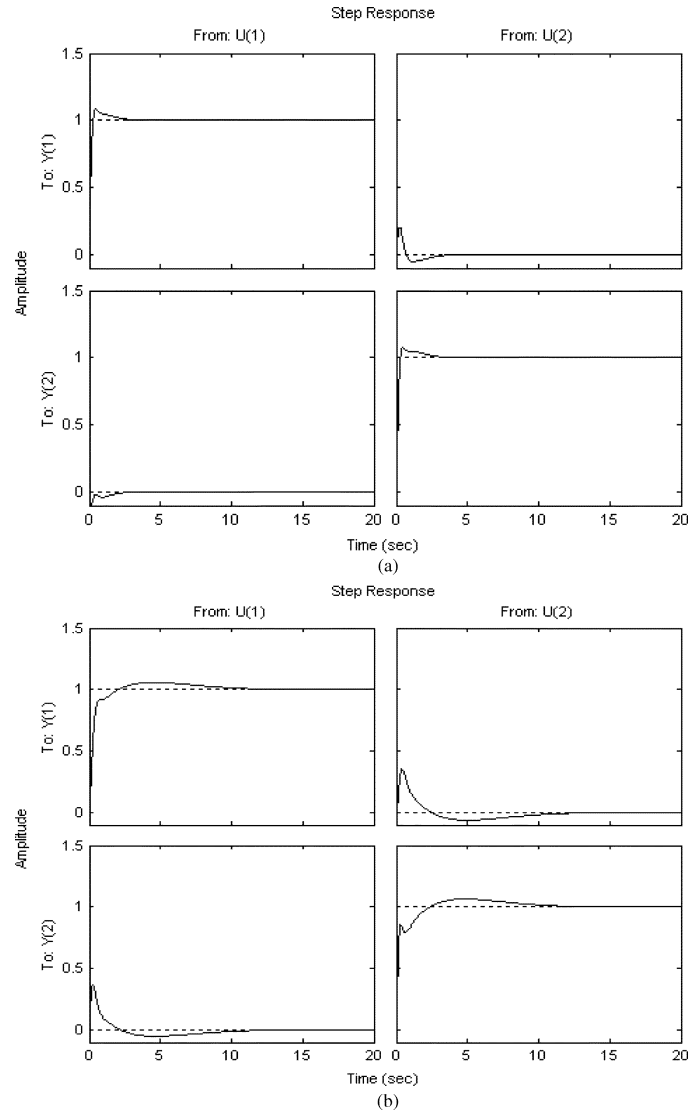 Step Response
From: U(1)
From: U(2)
1.5
1
0.5
0
To: Y(1)
Amplitude
1.5
1
0.5
0
To: Y(2)
0 5 10 15 20
0 5 10 15 20
Time (sec)
(a)
Step Response
From: U(1)
From: U(2)
1.5
1
0.5
0
To: Y(1)
Amplitude
1.5
1
0.5
0
To: Y(2)
0 5 10 15 20
0 5 10 15 20
Time (sec)
(b)